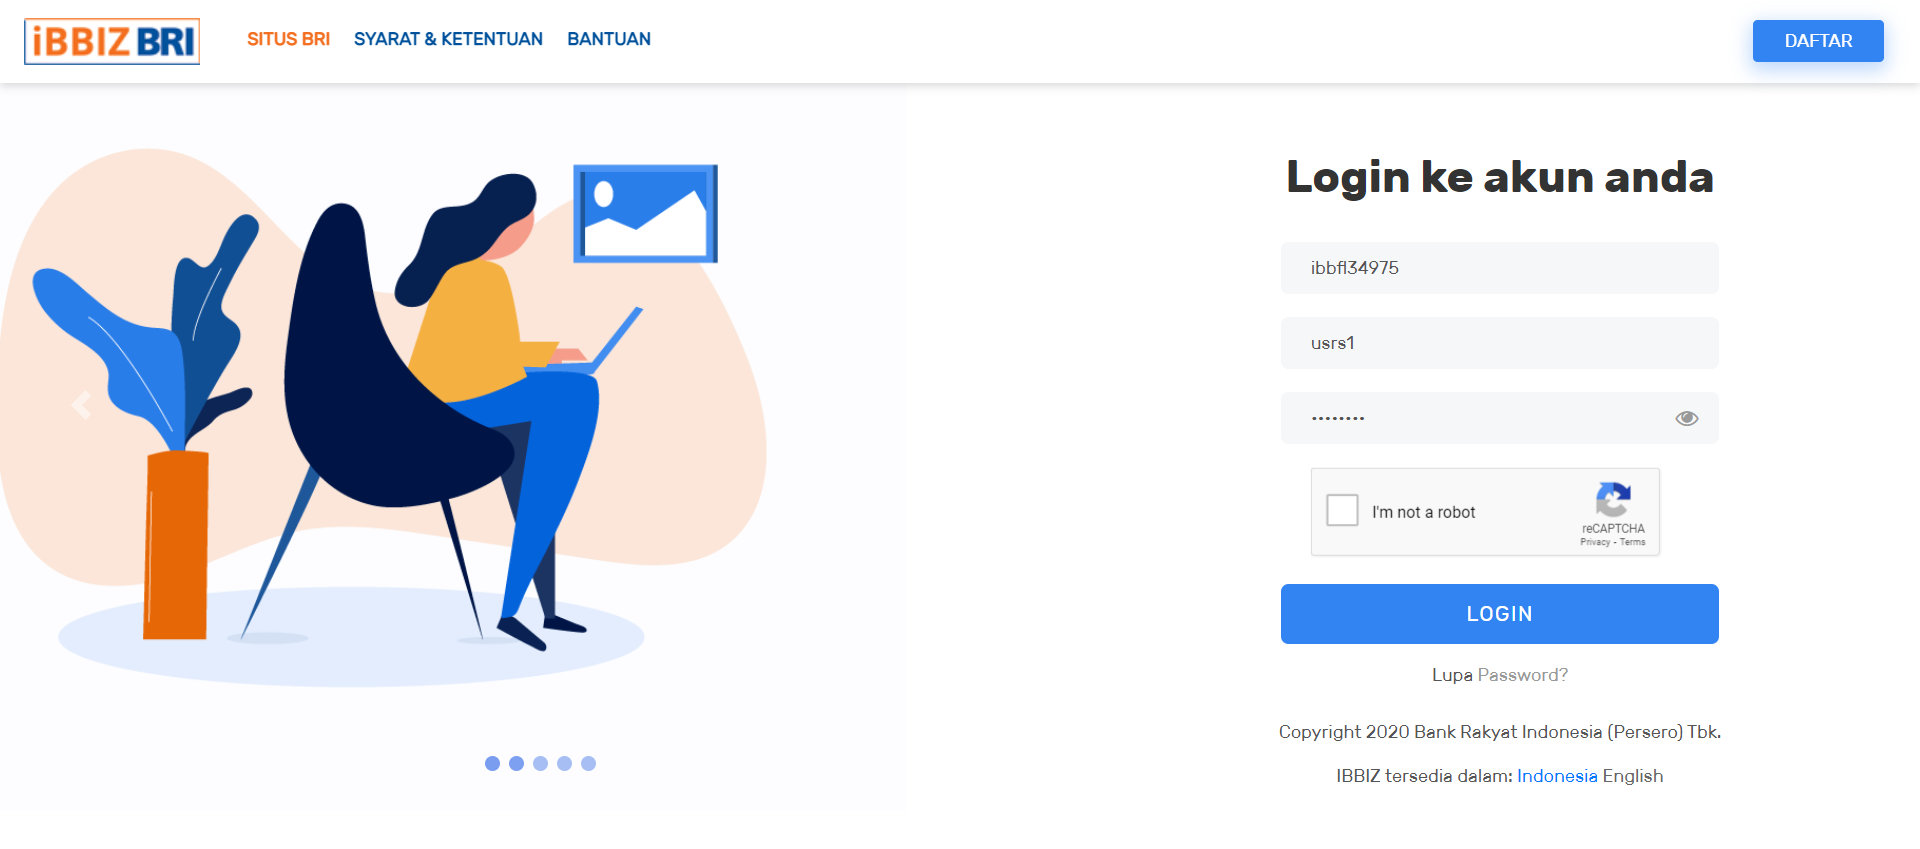 iBBIZ BRI
SITUS BRI SYARAT & KETENTUAN BANTUAN
DAFTAR
Login ke akun anda
ibbfl34975
usrs1
••••••••
I'm not a robot
reCAPTCHA
Privacy - Terms
LOGIN
Lupa Password?
Copyright 2020 Bank Rakyat Indonesia (Persero) Tbk.
IBBIZ tersedia dalam: Indonesia English